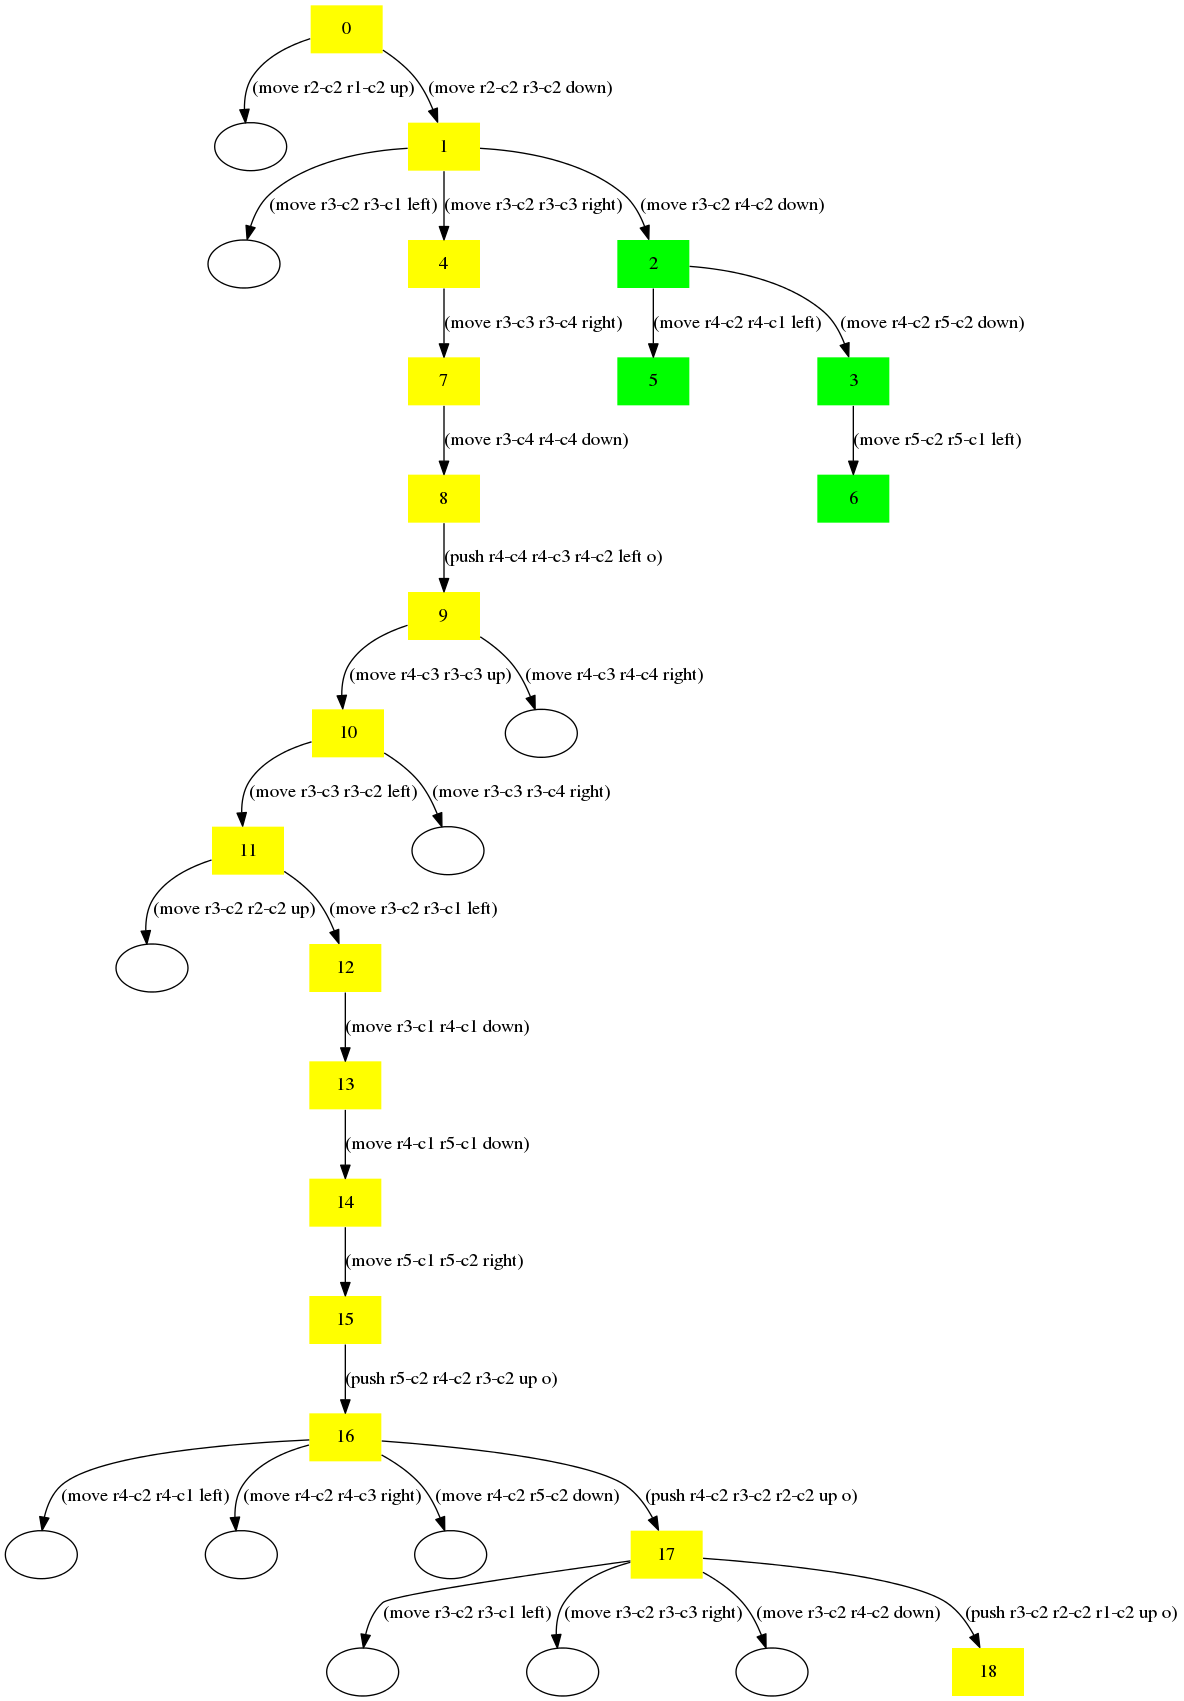 0
(move r2-c2 r1-c2 up)
(move r2-c2 r3-c2 down)
1
(move r3-c2 r3-c1 left)
(move r3-c2 r3-c3 right)
(move r3-c2 r4-c2 down)
4
2
(move r3-c3 r3-c4 right)
(move r4-c2 r4-c1 left)
(move r4-c2 r5-c2 down)
7
5
3
(move r3-c4 r4-c4 down)
(move r5-c2 r5-c1 left)
8
6
(push r4-c4 r4-c3 r4-c2 left o)
9
(move r4-c3 r3-c3 up)
(move r4-c3 r4-c4 right)
10
(move r3-c3 r3-c2 left)
(move r3-c3 r3-c4 right)
11
(move r3-c2 r2-c2 up)
(move r3-c2 r3-c1 left)
12
(move r3-c1 r4-c1 down)
13
(move r4-c1 r5-c1 down)
14
(move r5-c1 r5-c2 right)
15
(push r5-c2 r4-c2 r3-c2 up o)
16
(move r4-c2 r4-c1 left)
(move r4-c2 r4-c3 right)
(move r4-c2 r5-c2 down)
(push r4-c2 r3-c2 r2-c2 up o)
17
(move r3-c2 r3-c1 left)
(move r3-c2 r3-c3 right)
(move r3-c2 r4-c2 down)
(push r3-c2 r2-c2 r1-c2 up o)
18